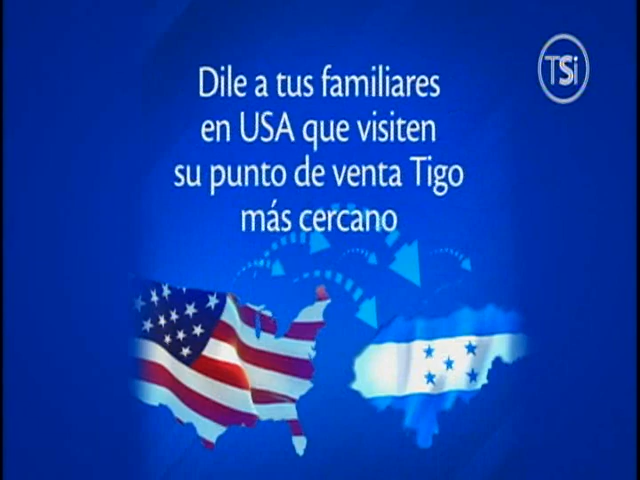 TSi
Dile a tus familiares
en USA que visiten
su punto de venta Tigo
más cercano